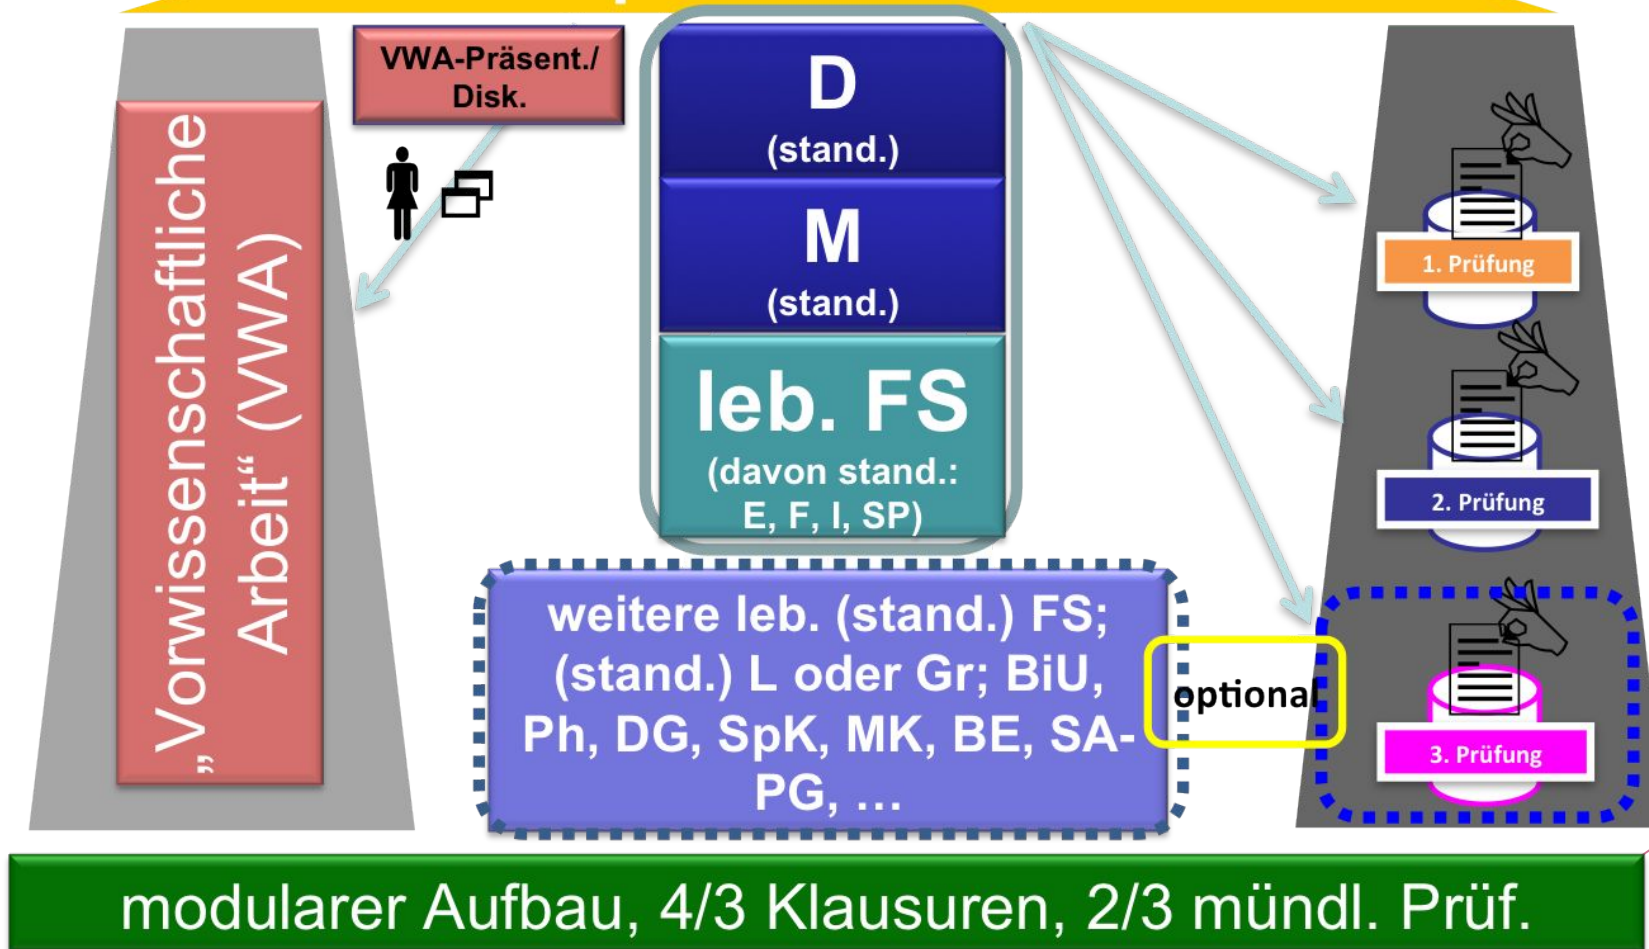 VWA-Präsent./
Disk.
„Vorwissenschaftliche
Arbeit“ (VWA)
D
(stand.)
M
(stand.)
leb. FS
(davon stand.:
E, F, I, SP)
weitere leb. (stand.) FS;
(stand.) L oder Gr; BiU,
Ph, DG, SpK, MK, BE, SA-
PG, …
optional
1. Prüfung
2. Prüfung
3. Prüfung
modularer Aufbau, 4/3 Klausuren, 2/3 mündl. Prüf.